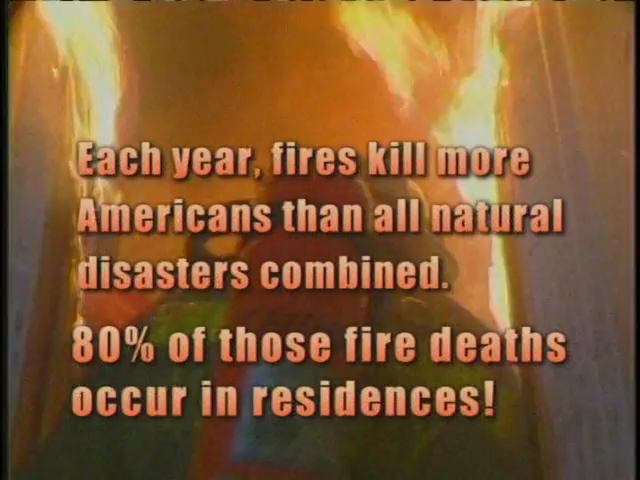 Each year, fires kill more
Americans than all natural
disasters combined.
80% of those fire deaths
occur in residences!